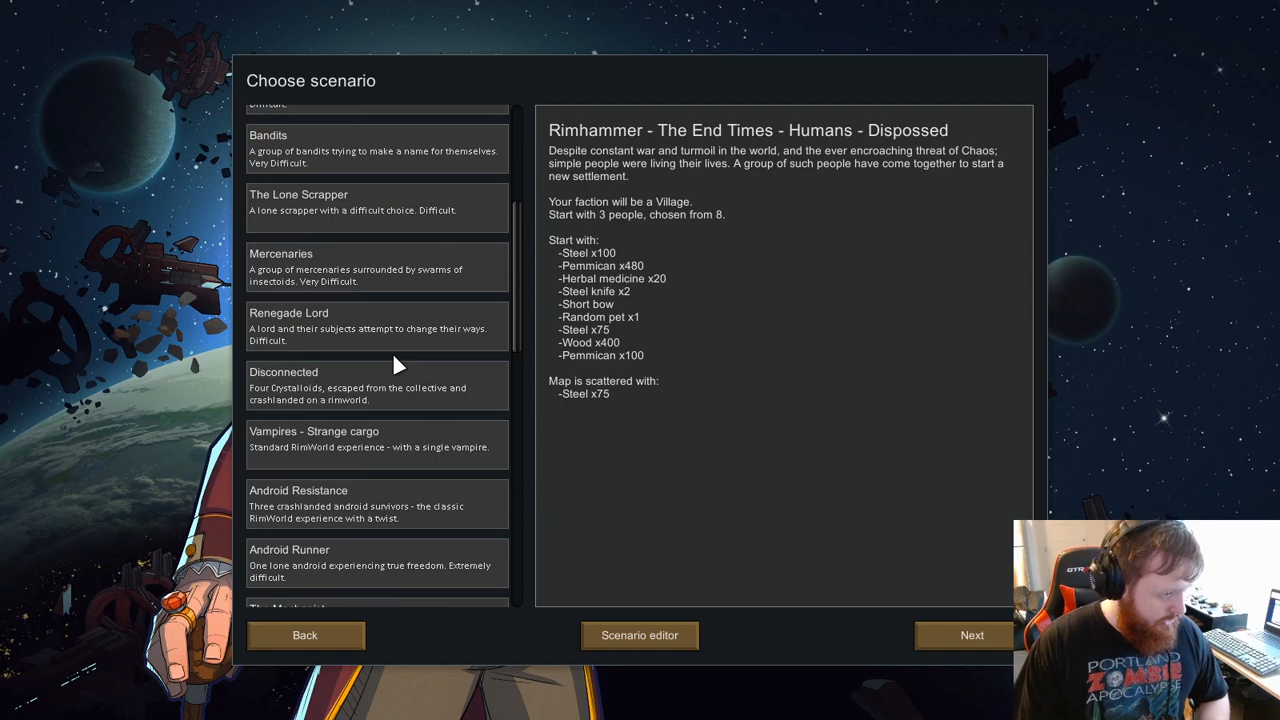 Choose scenario
Difficult.
Bandits
A group of bandits trying to make a name for themselves.
Very Difficult.
The Lone Scrapper
A lone scrapper with a difficult choice. Difficult.
Mercenaries
A group of mercenaries surrounded by swarms of
insectoids. Very Difficult.
Renegade Lord
A lord and their subjects attempt to change their ways.
Difficult.
Disconnected
Four Crystalloids, escaped from the collective and
crashlanded on a rimworld.
Vampires - Strange cargo
Standard RimWorld experience - with a single vampire.
Android Resistance
Three crashlanded android survivors - the classic
RimWorld experience with a twist.
Android Runner
One lone android experiencing true freedom. Extremely
difficult.
The Mechanist
Rimhammer - The End Times - Humans - Dispossed
Despite constant war and turmoil in the world, and the ever encroaching threat of Chaos;
simple people were living their lives. A group of such people have come together to start a
new settlement.
Your faction will be a Village.
Start with 3 people, chosen from 8.
Start with:
-Steel x100
-Pemmican x480
-Herbal medicine x20
-Steel knife x2
-Short bow
-Random pet x1
-Steel x75
-Wood x400
-Pemmican x100
Map is scattered with:
-Steel x75
Back
Scenario editor
Next
GTR
PORTLAND
ZOMBIE
APOCALYPSE